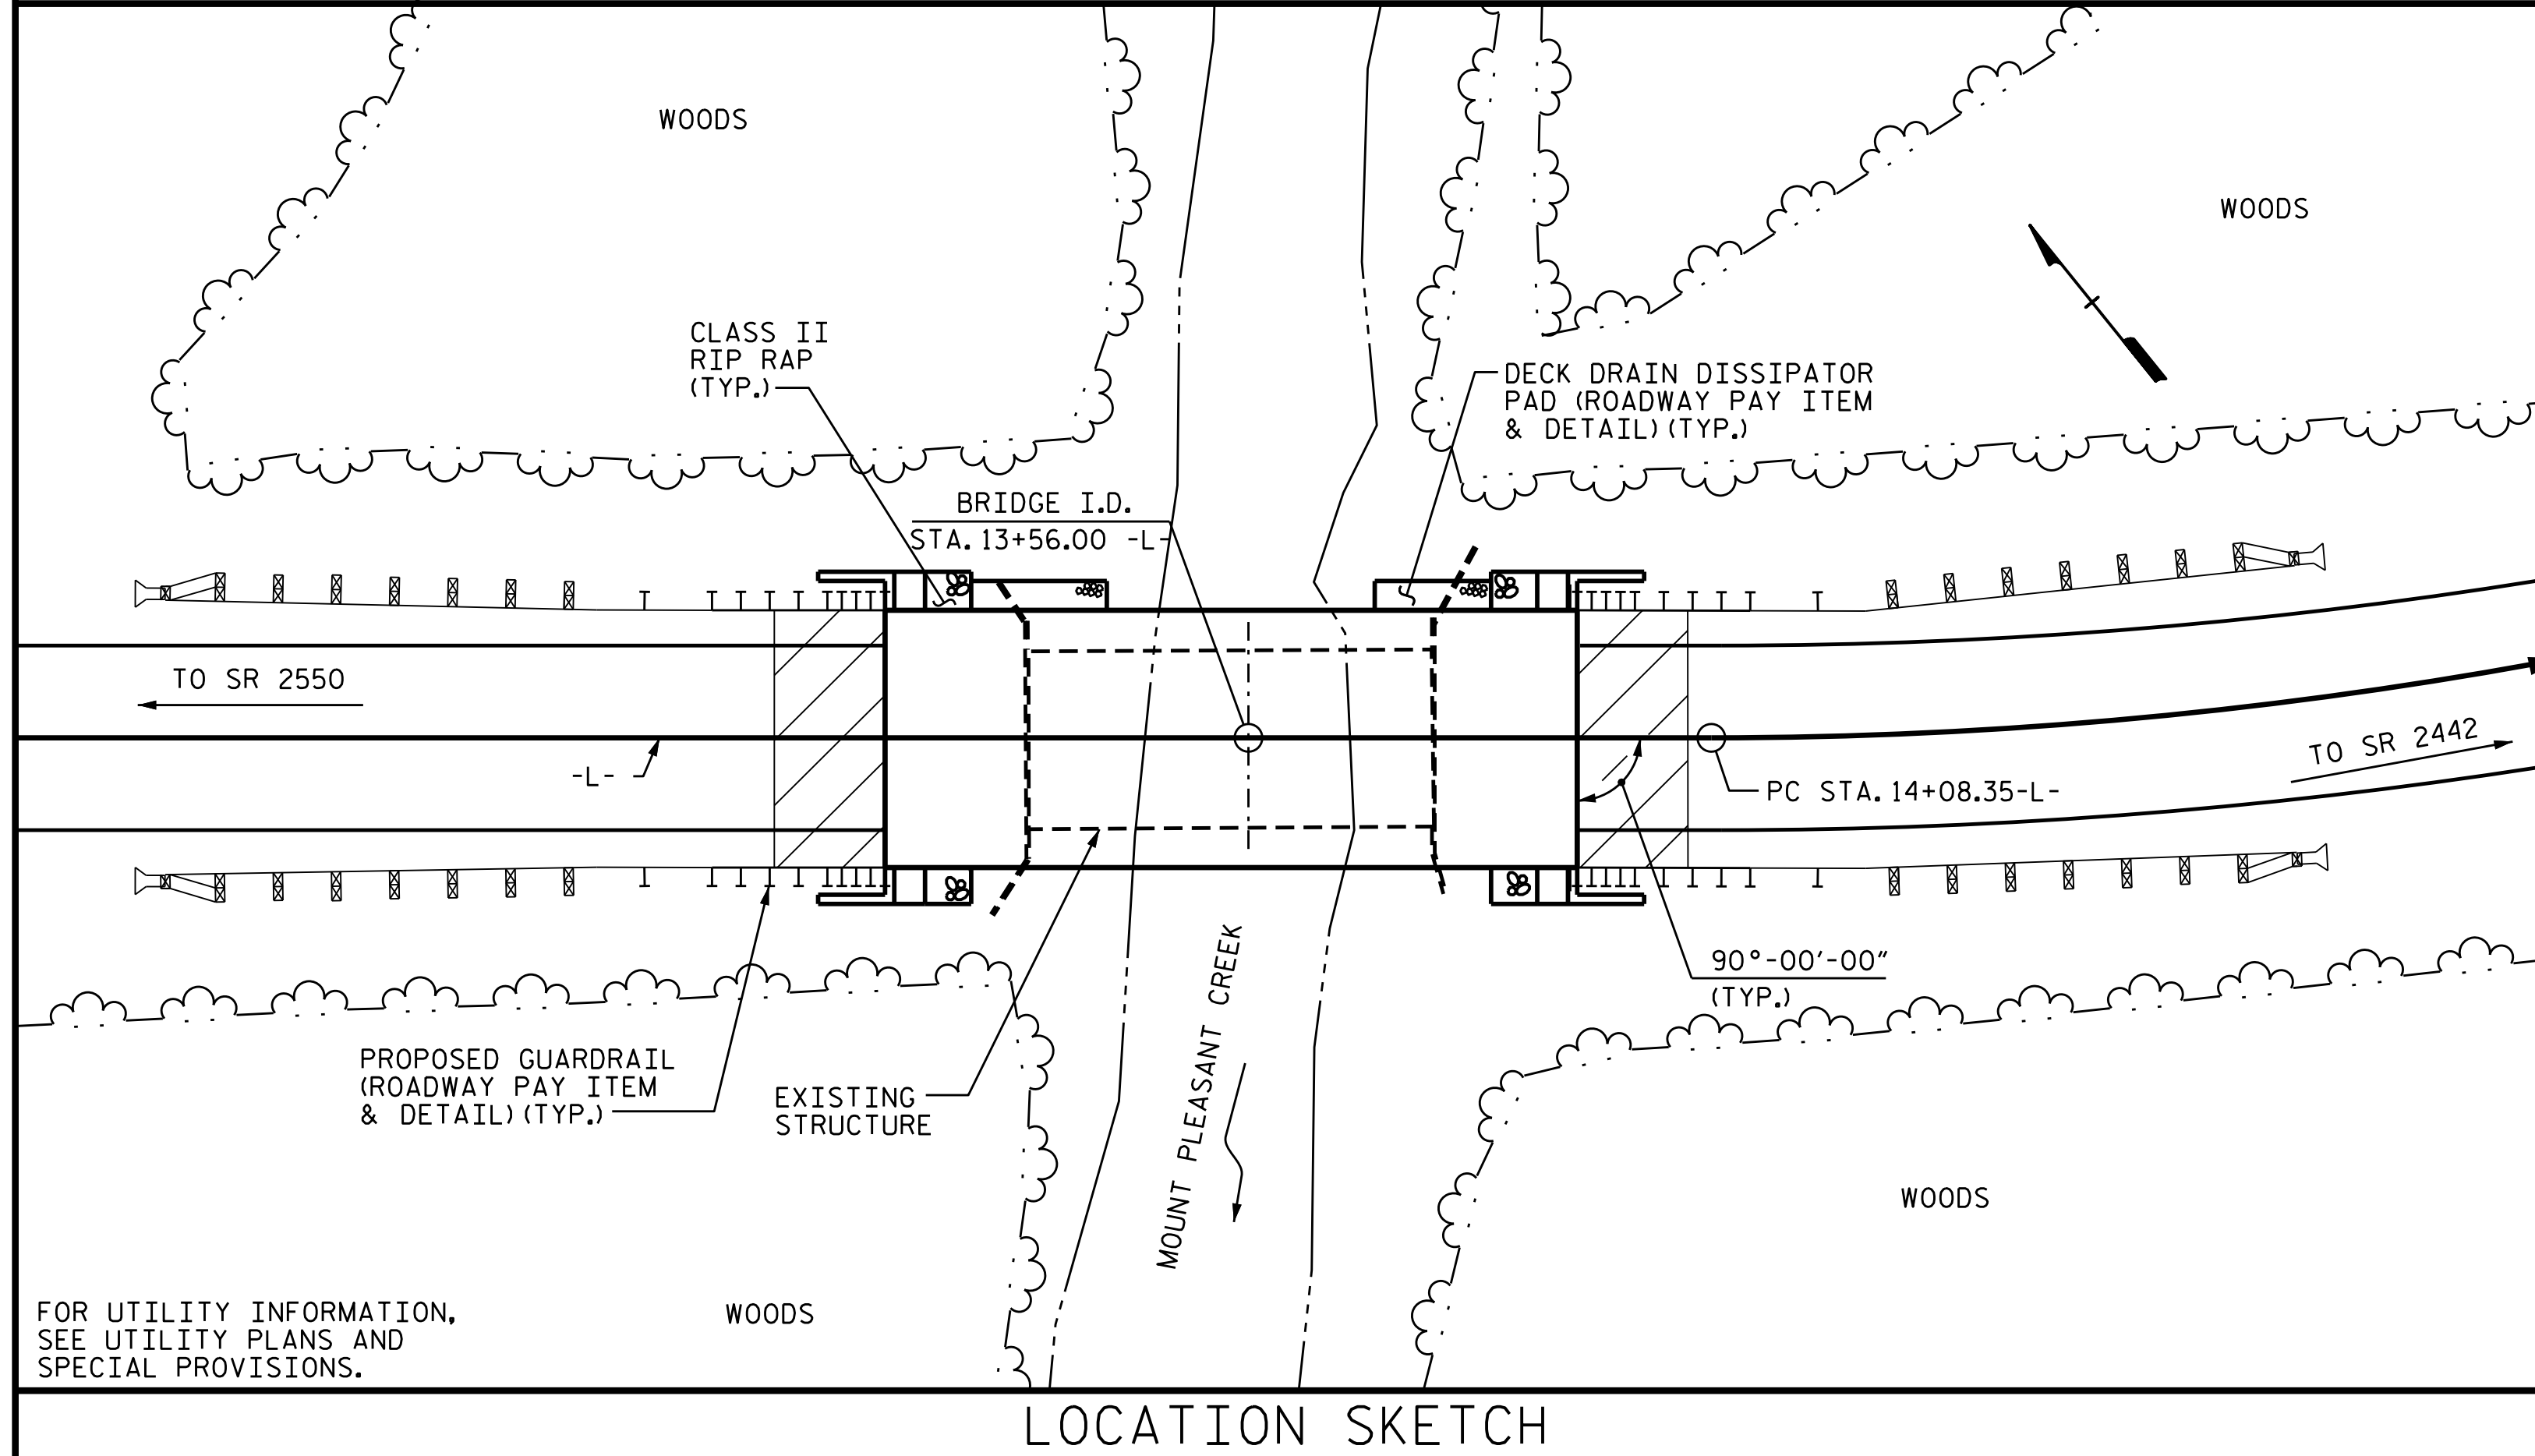 WOODS
WOODS
CLASS II
RIP RAP
(TYP.)
DECK DRAIN DISSIPATOR
PAD (ROADWAY PAY ITEM
& DETAIL) (TYP.)
BRIDGE I.D.
STA. 13+56.00 -L-
TO SR 2550
-L-
TO SR 2442
PC STA. 14+08.35-L-
90°-00'-00"
(TYP.)
MOUNT PLEASANT CREEK
PROPOSED GUARDRAIL
(ROADWAY PAY ITEM
& DETAIL) (TYP.)
EXISTING
STRUCTURE
WOODS
WOODS
FOR UTILITY INFORMATION,
SEE UTILITY PLANS AND
SPECIAL PROVISIONS.
LOCATION SKETCH